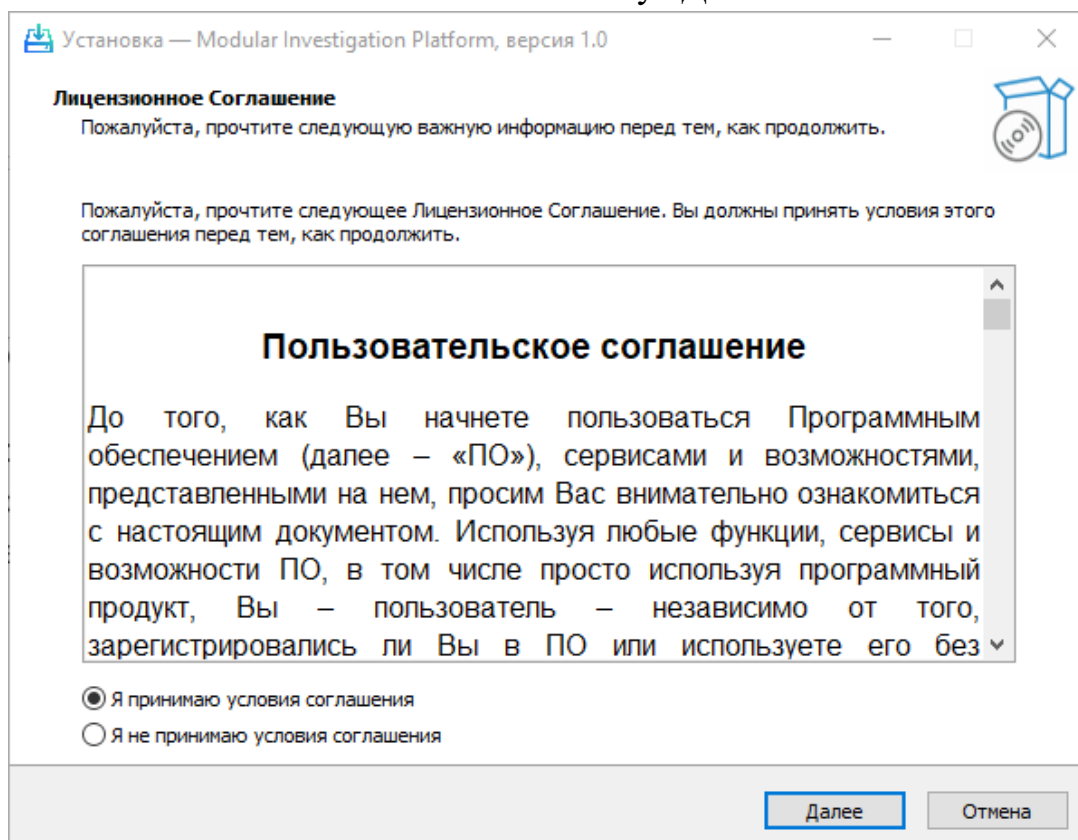 Установка — Modular Investigation Platform, версия 1.0
Лицензионное Соглашение
Пожалуйста, прочтите следующую важную информацию перед тем, как продолжить.
Пожалуйста, прочтите следующее Лицензионное Соглашение. Вы должны принять условия этого
соглашения перед тем, как продолжить.
Пользовательское соглашение
До того, как Вы начнете пользоваться Программным
обеспечением (далее – «ПО»), сервисами и возможностями,
представленными на нем, просим Вас внимательно ознакомиться
с настоящим документом. Используя любые функции, сервисы и
возможности ПО, в том числе просто используя программный
продукт, Вы – пользователь – независимо от того,
зарегистрировались ли Вы в ПО или используете его без
Я принимаю условия соглашения
Я не принимаю условия соглашения
Далее
Отмена